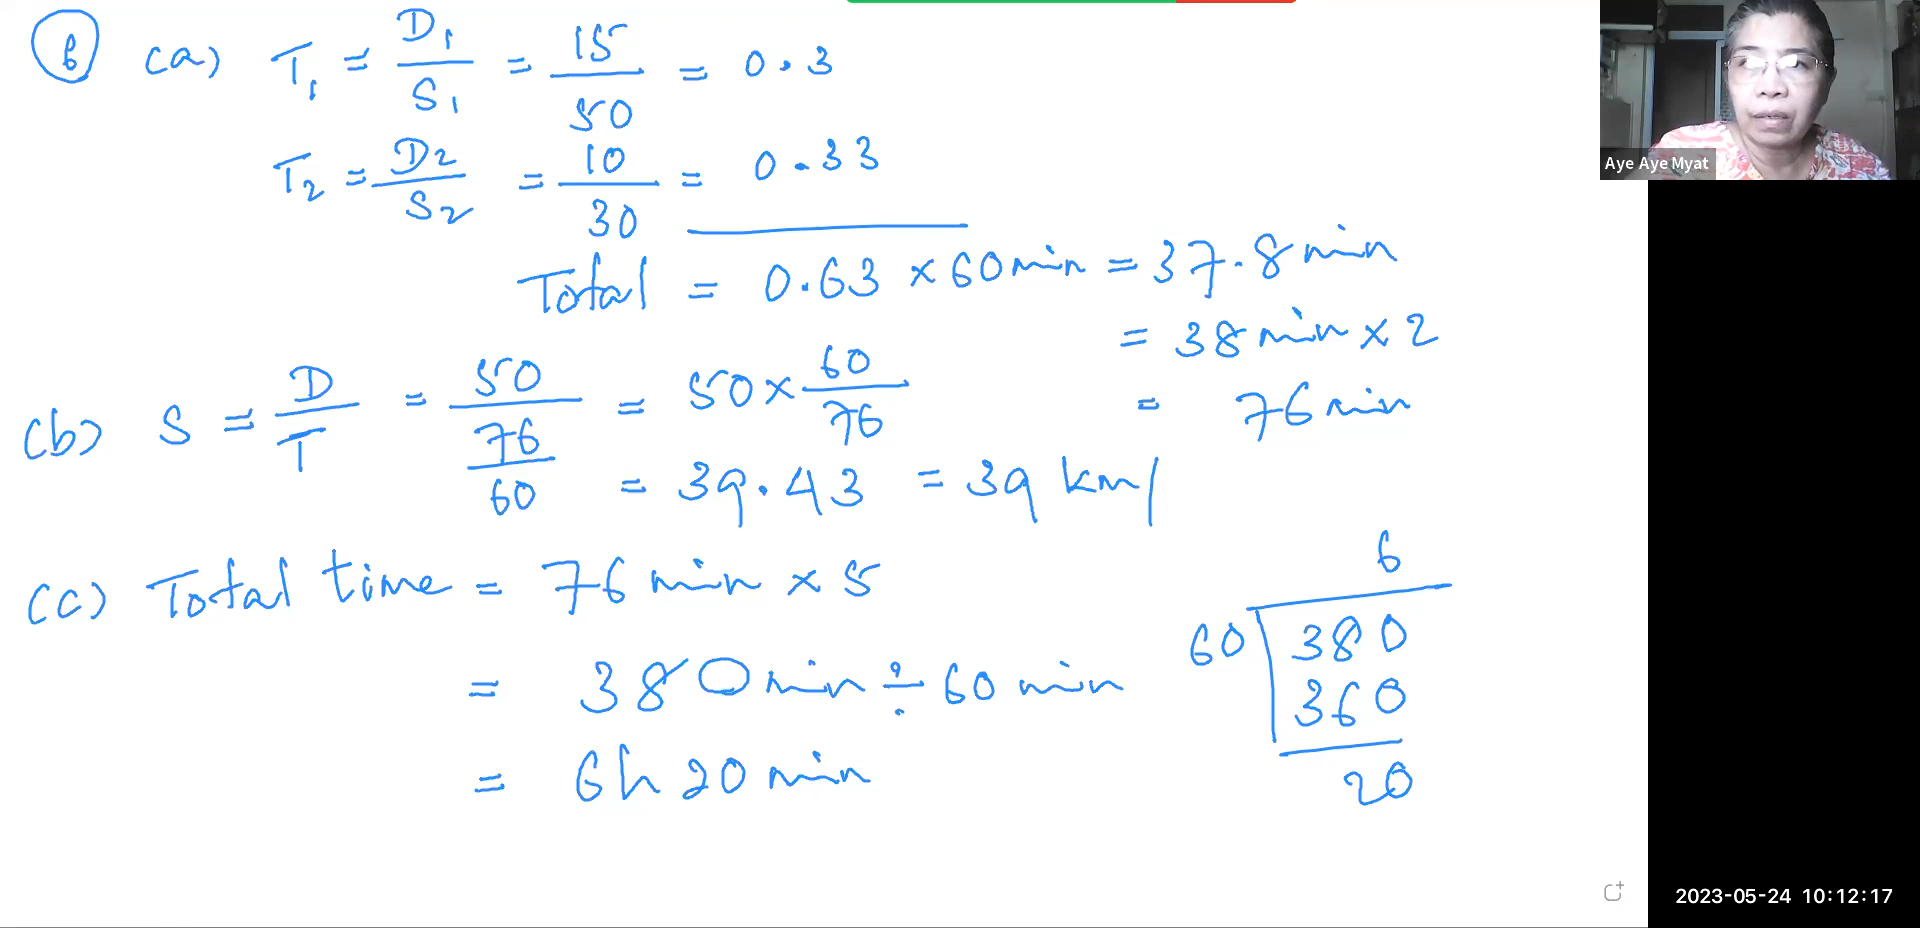 6 (a) T₁ = D₁/S₁ = 15/50 = 0.3
T₂ = D₂/S₂ = 10/30 = 0.33
Total = 0.63 × 60 min = 37.8 min
= 38 min × 2
= 76 min
(b) S = D/T = 50/(76/60) = 50 × 60/76
= 39.43 = 39 km/
(c) Total time = 76 min × 5
= 380 min ÷ 60 min
= 6h 20 min
6
60 380
360
20
Aye Aye Myat
2023-05-24 10:12:17